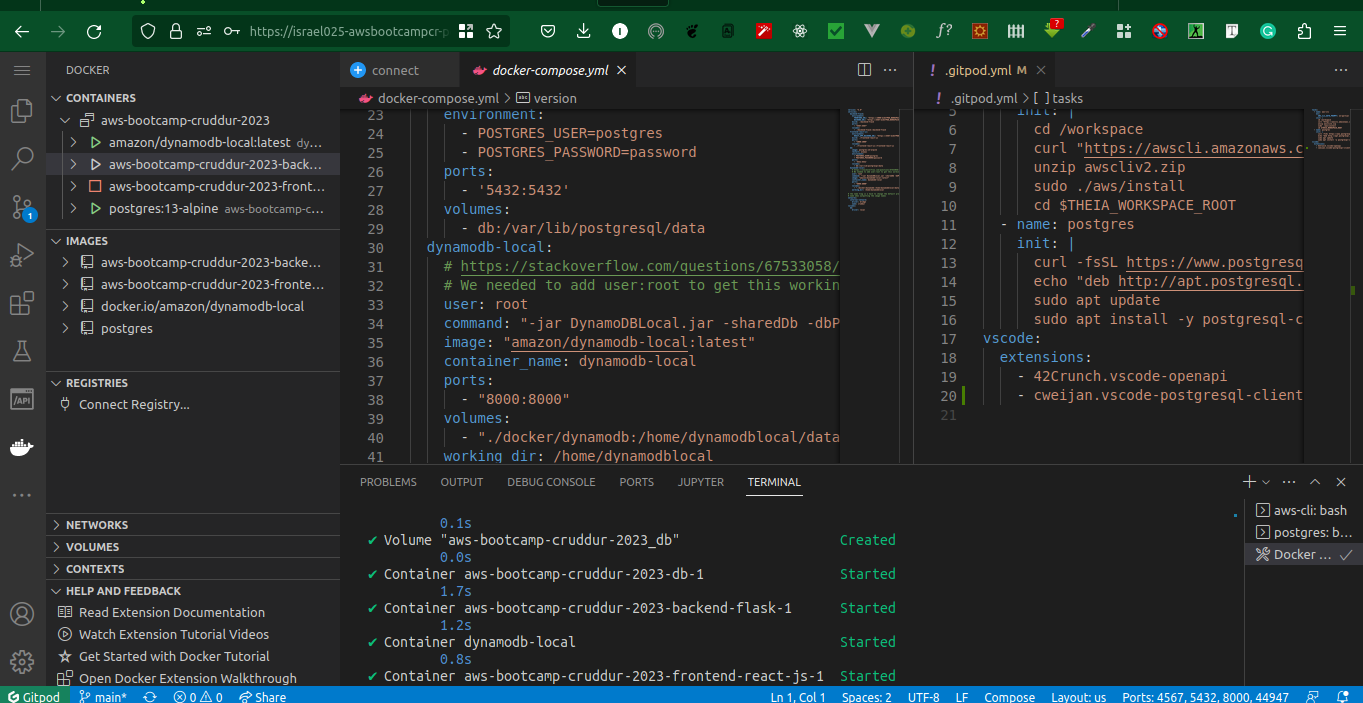 https://israel025-awsbootcampcr-p
DOCKER
CONTAINERS
aws-bootcamp-cruddur-2023
amazon/dynamodb-local:latest dy...
aws-bootcamp-cruddur-2023-back...
aws-bootcamp-cruddur-2023-front...
postgres:13-alpine aws-bootcamp-c...
IMAGES
aws-bootcamp-cruddur-2023-backe...
aws-bootcamp-cruddur-2023-fronte...
docker.io/amazon/dynamodb-local
postgres
REGISTRIES
Connect Registry...
NETWORKS
VOLUMES
CONTEXTS
HELP AND FEEDBACK
Read Extension Documentation
Watch Extension Tutorial Videos
Get Started with Docker Tutorial
Open Docker Extension Walkthrough
connect
docker-compose.yml
docker-compose.yml > version
23 environment:
24 - POSTGRES_USER=postgres
25 - POSTGRES_PASSWORD=password
26 ports:
27 - '5432:5432'
28 volumes:
29 - db:/var/lib/postgresql/data
30 dynamodb-local:
31 # https://stackoverflow.com/questions/67533058/
32 # We needed to add user:root to get this workin
33 user: root
34 command: "-jar DynamoDBLocal.jar -sharedDb -dbP
35 image: "amazon/dynamodb-local:latest"
36 container_name: dynamodb-local
37 ports:
38 - "8000:8000"
39 volumes:
40 - "./docker/dynamodb:/home/dynamodblocal/data
41 working_dir: /home/dynamodblocal
.gitpod.yml M
.gitpod.yml > [ ] tasks
5 init: |
6 cd /workspace
7 curl "https://awscli.amazonaws.c
8 unzip awscliv2.zip
9 sudo ./aws/install
10 cd $THEIA_WORKSPACE_ROOT
11 - name: postgres
12 init: |
13 curl -fsSL https://www.postgresq
14 echo "deb http://apt.postgresql.
15 sudo apt update
16 sudo apt install -y postgresql-c
17 vscode:
18 extensions:
19 - 42Crunch.vscode-openapi
20 - cweijan.vscode-postgresql-client
21
PROBLEMS OUTPUT DEBUG CONSOLE PORTS JUPYTER TERMINAL
0.1s
✔ Volume "aws-bootcamp-cruddur-2023_db" Created
0.0s
✔ Container aws-bootcamp-cruddur-2023-db-1 Started
1.7s
✔ Container aws-bootcamp-cruddur-2023-backend-flask-1 Started
1.2s
✔ Container dynamodb-local Started
0.8s
✔ Container aws-bootcamp-cruddur-2023-frontend-react-js-1 Started
aws-cli: bash
postgres: b...
Docker ...
Gitpod main* 0 0 Share Ln 1, Col 1 Spaces: 2 UTF-8 LF Compose Layout: us Ports: 4567, 5432, 8000, 44947